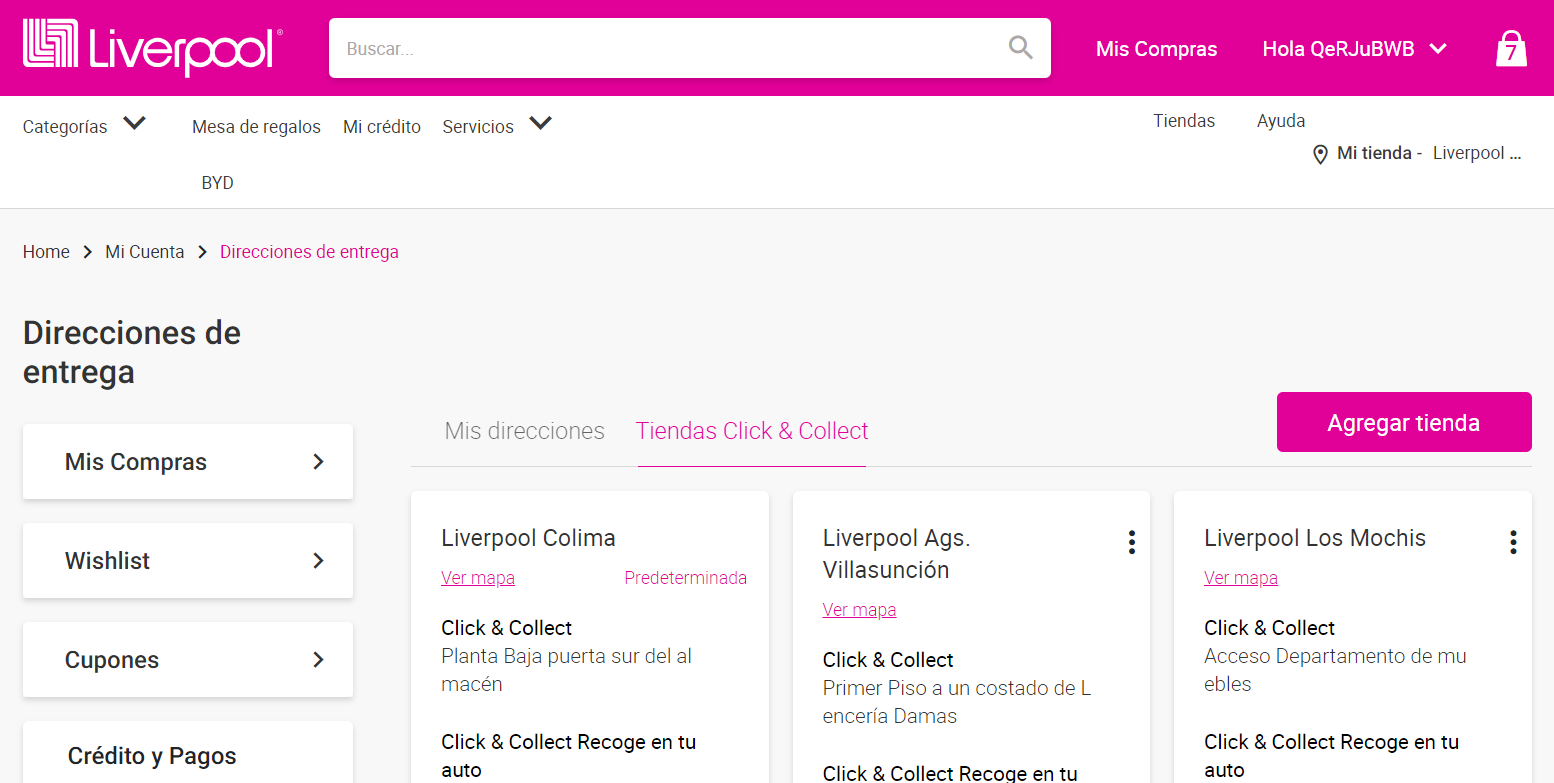 Liverpool®
Buscar...
Mis Compras
Hola QeRJuBWB
7
Categorías
Mesa de regalos
Mi crédito
Servicios
Tiendas
Ayuda
Mi tienda - Liverpool ...
BYD
Home
Mi Cuenta
Direcciones de entrega
Direcciones de
entrega
Mis Compras
Wishlist
Cupones
Crédito y Pagos
Mis direcciones
Tiendas Click & Collect
Agregar tienda
Liverpool Colima
Ver mapa
Predeterminada
Click & Collect
Planta Baja puerta sur del al
macén
Click & Collect Recoge en tu
auto
Liverpool Ags.
Villasunción
Ver mapa
Click & Collect
Primer Piso a un costado de L
encería Damas
Click & Collect Recoge en tu
Liverpool Los Mochis
Ver mapa
Click & Collect
Acceso Departamento de mu
ebles
Click & Collect Recoge en tu
auto